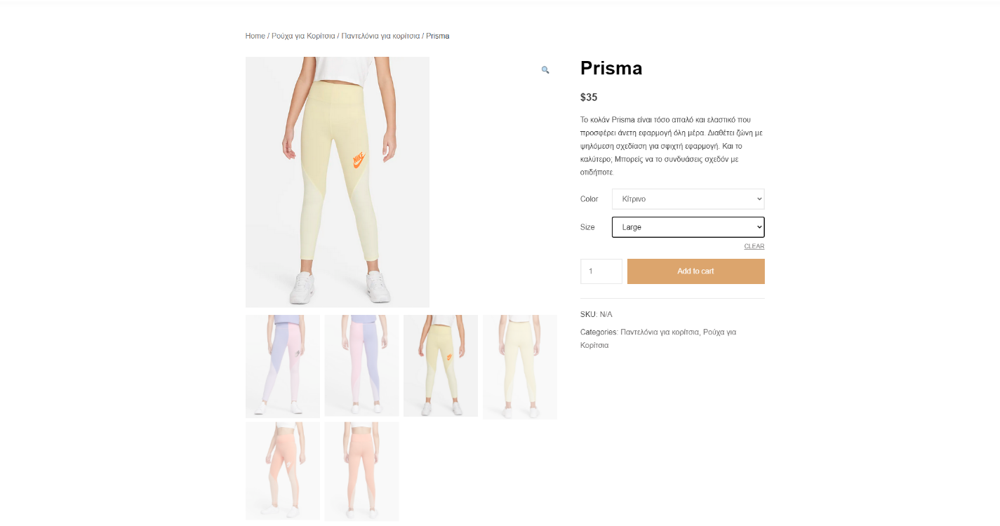 Home / Ρούχα για Κορίτσια / Παντελόνια για κορίτσια / Prisma
Prisma
$35
Το κολάν Prisma είναι τόσο απαλό και ελαστικό που
προσφέρει άνετη εφαρμογή όλη μέρα. Διαθέτει ζώνη με
ψηλόμεση σχεδίαση για σφιχτή εφαρμογή. Και το
καλύτερο; Μπορείς να το συνδυάσεις σχεδόν με
οτιδήποτε.
Color Κίτρινο
Size Large
CLEAR
1 Add to cart
SKU: N/A
Categories: Παντελόνια για κορίτσια, Ρούχα για
Κορίτσια
NIKE